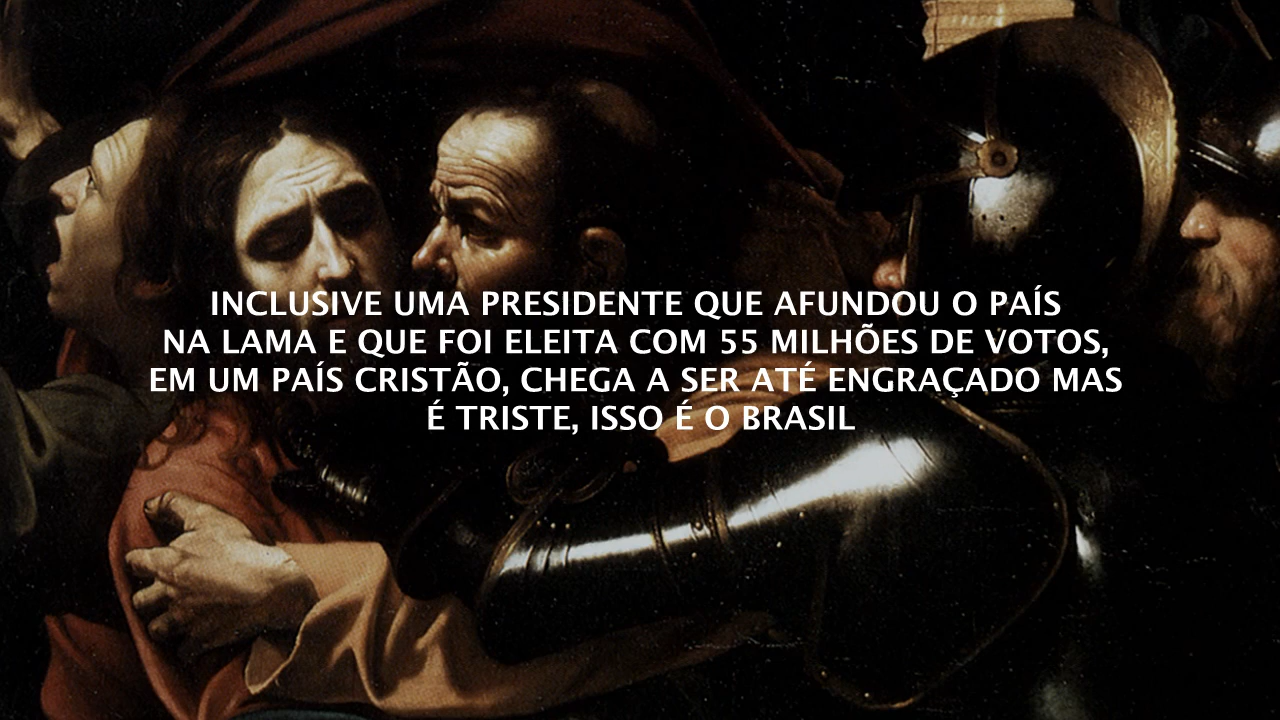 INCLUSIVE UMA PRESIDENTE QUE AFUNDOU O PAÍS
NA LAMA E QUE FOI ELEITA COM 55 MILHÕES DE VOTOS,
EM UM PAÍS CRISTÃO, CHEGA A SER ATÉ ENGRAÇADO MAS
É TRISTE, ISSO É O BRASIL